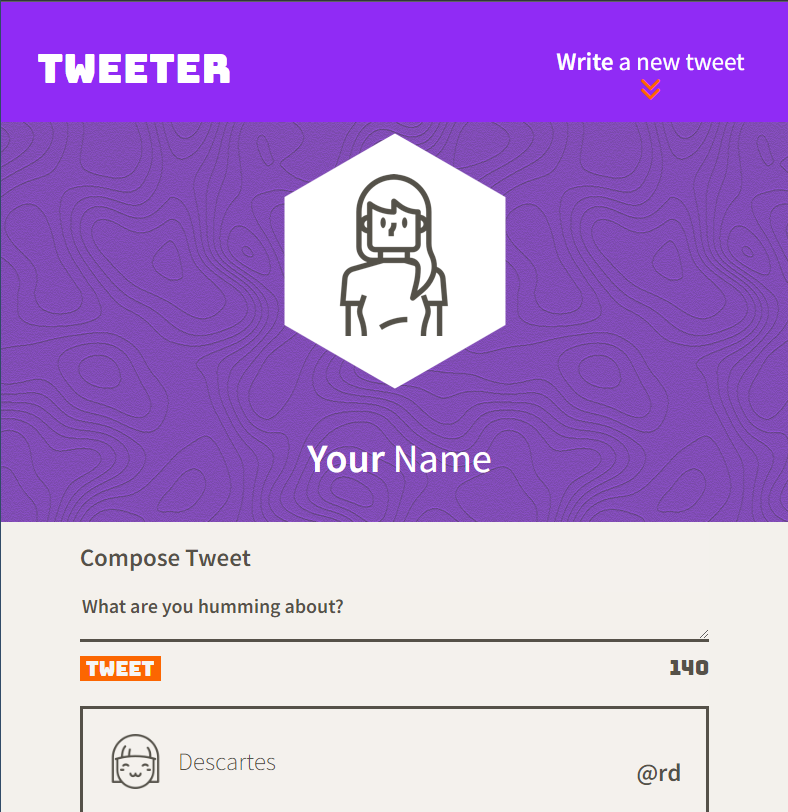 TWEETER
Write a new tweet
Your Name
Compose Tweet
What are you humming about?
TWEET
140
Descartes
@rd